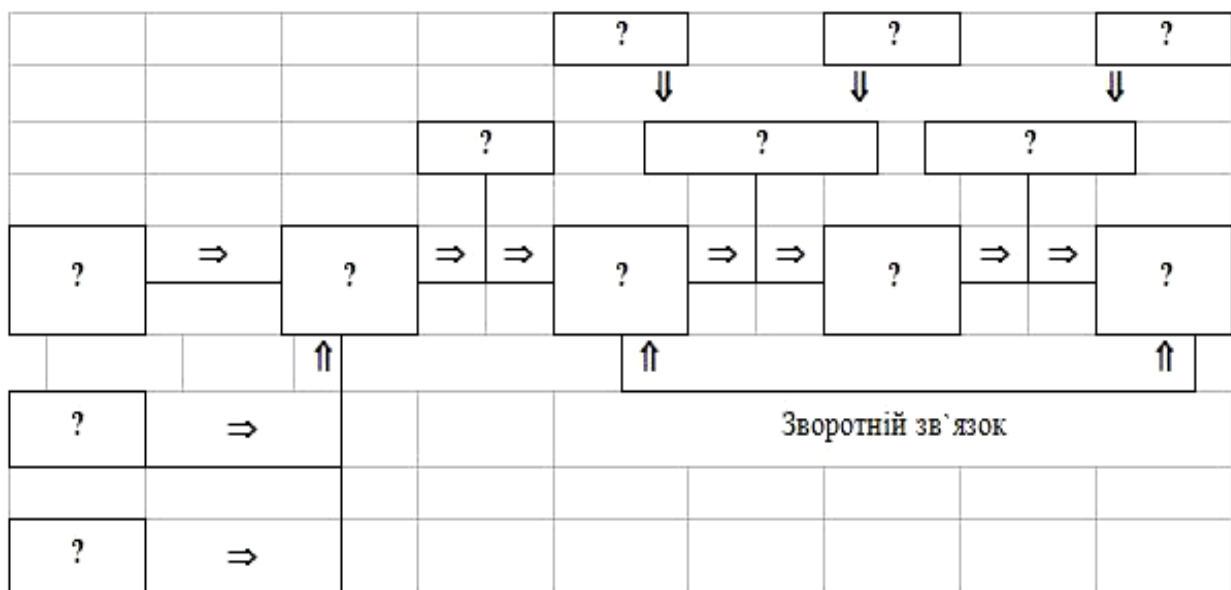 ? ? ?
⇓ ⇓ ⇓
? ? ?
⇒ ⇒ ⇒ ⇒ ⇒ ⇒ ⇒
? ? ? ? ?
⇑ ⇑ ⇑
? ⇒ Зворотній зв`язок
? ⇒